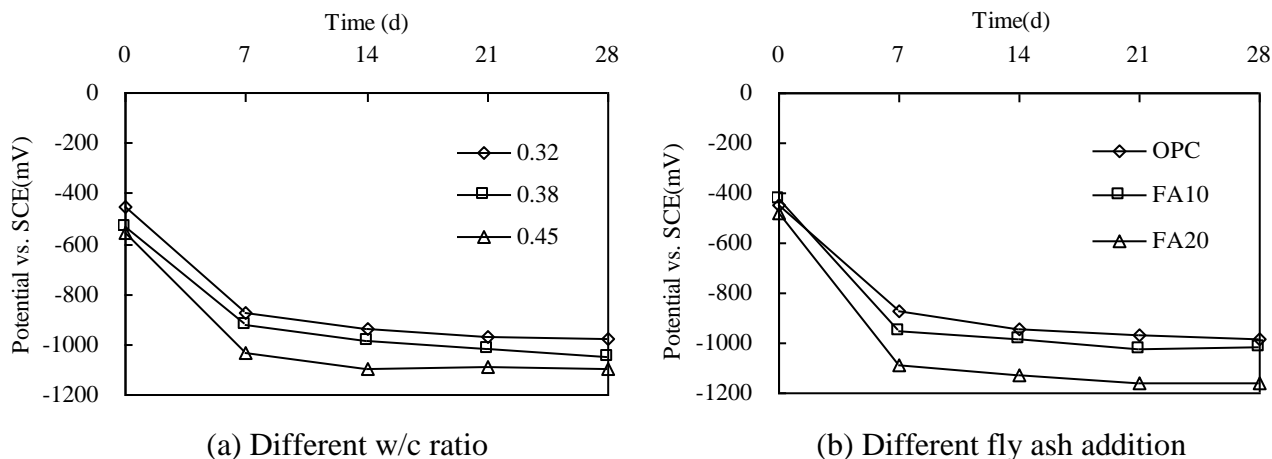 Time (d)
0 7 14 21 28
0
-200
-400
-600
-800
-1000
-1200
Potential vs. SCE(mV)
0.32
0.38
0.45
(a) Different w/c ratio
Time(d)
0 7 14 21 28
0
-200
-400
-600
-800
-1000
-1200
Potential vs. SCE(mV)
OPC
FA10
FA20
(b) Different fly ash addition